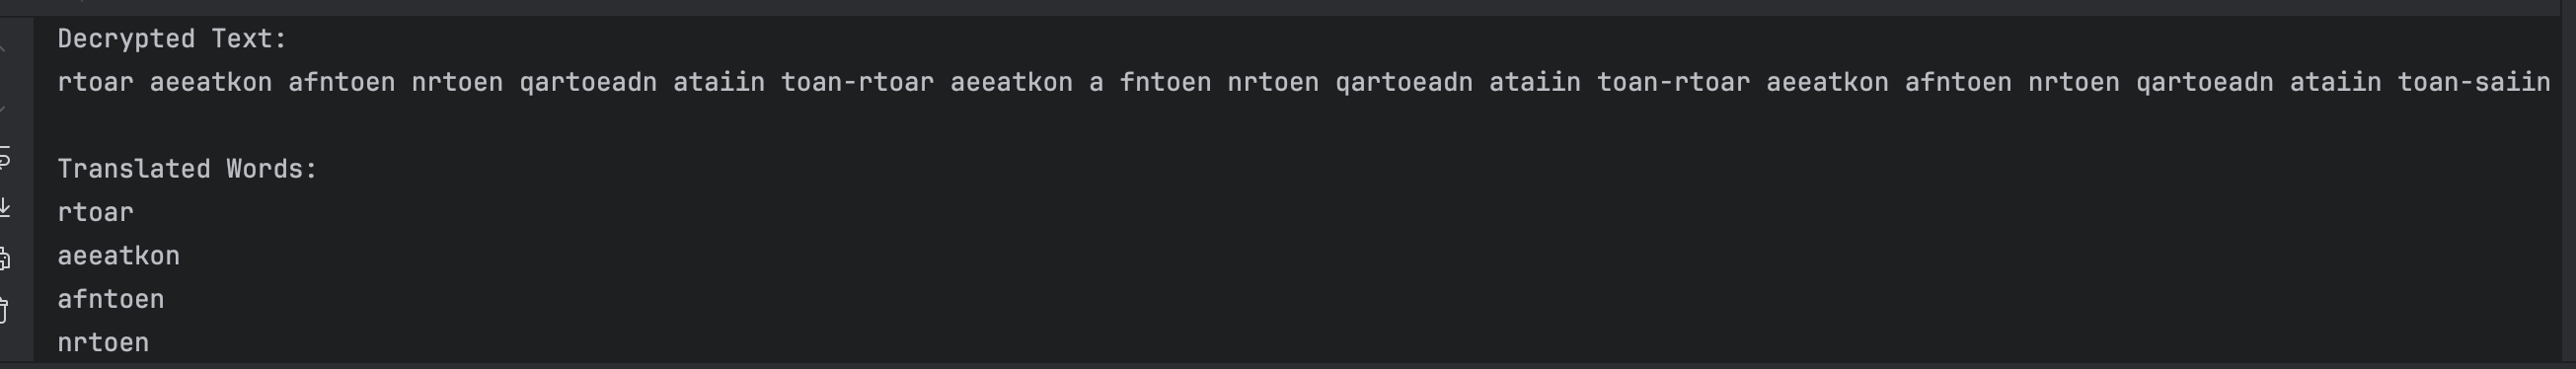 Decrypted Text:
rtoar aeeatkon afntoen nrtoen qartoeadn ataiin toan-rtoar aeeatkon a fntoen nrtoen qartoeadn ataiin toan-rtoar aeeatkon afntoen nrtoen qartoeadn ataiin toan-saiin
Translated Words:
rtoar
aeeatkon
afntoen
nrtoen